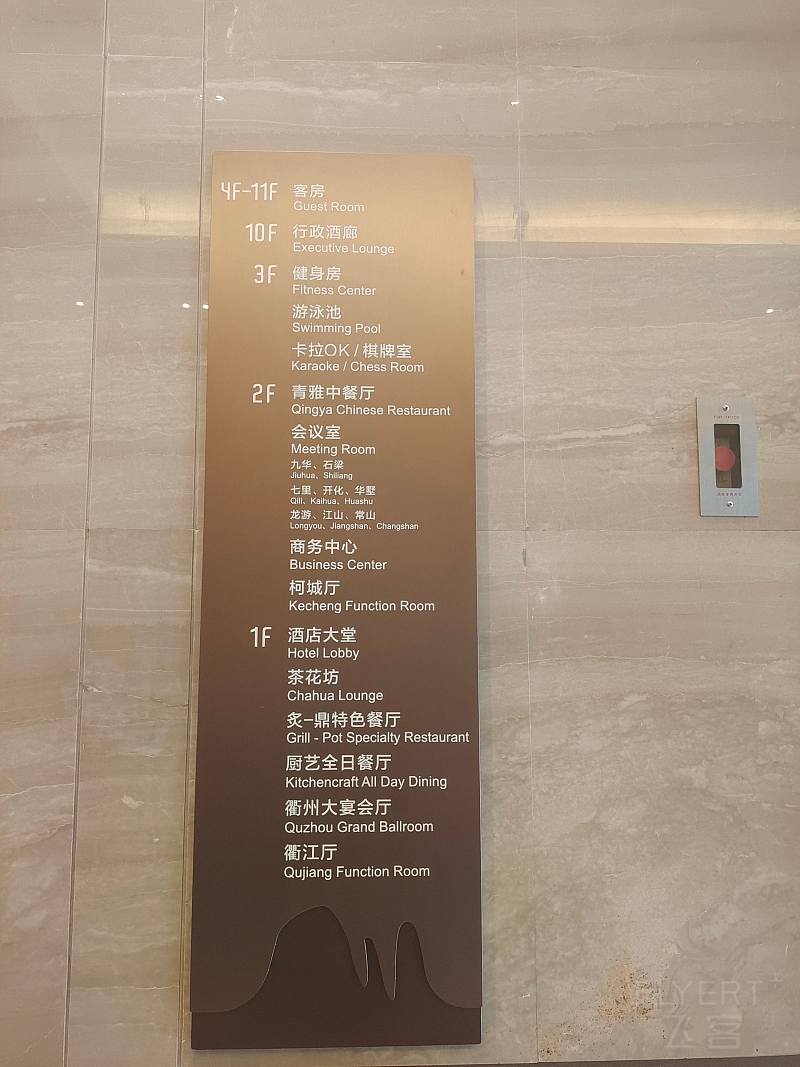 4F-11F 客房
Guest Room
10F 行政酒廊
Executive Lounge
3F 健身房
Fitness Center
游泳池
Swimming Pool
卡拉OK / 棋牌室
Karaoke / Chess Room
2F 青雅中餐厅
Qingya Chinese Restaurant
会议室
Meeting Room
九华、石梁
Jiuhua、Shiliang
七里、开化、华墅
Qili、Kaihua、Huashu
龙游、江山、常山
Longyou、Jiangshan、Changshan
商务中心
Business Center
柯城厅
Kecheng Function Room
1F 酒店大堂
Hotel Lobby
茶花坊
Chahua Lounge
炙-鼎特色餐厅
Grill - Pot Specialty Restaurant
厨艺全日餐厅
Kitchencraft All Day Dining
衢州大宴会厅
Quzhou Grand Ballroom
衢江厅
Qujiang Function Room
FLYERT
飞客